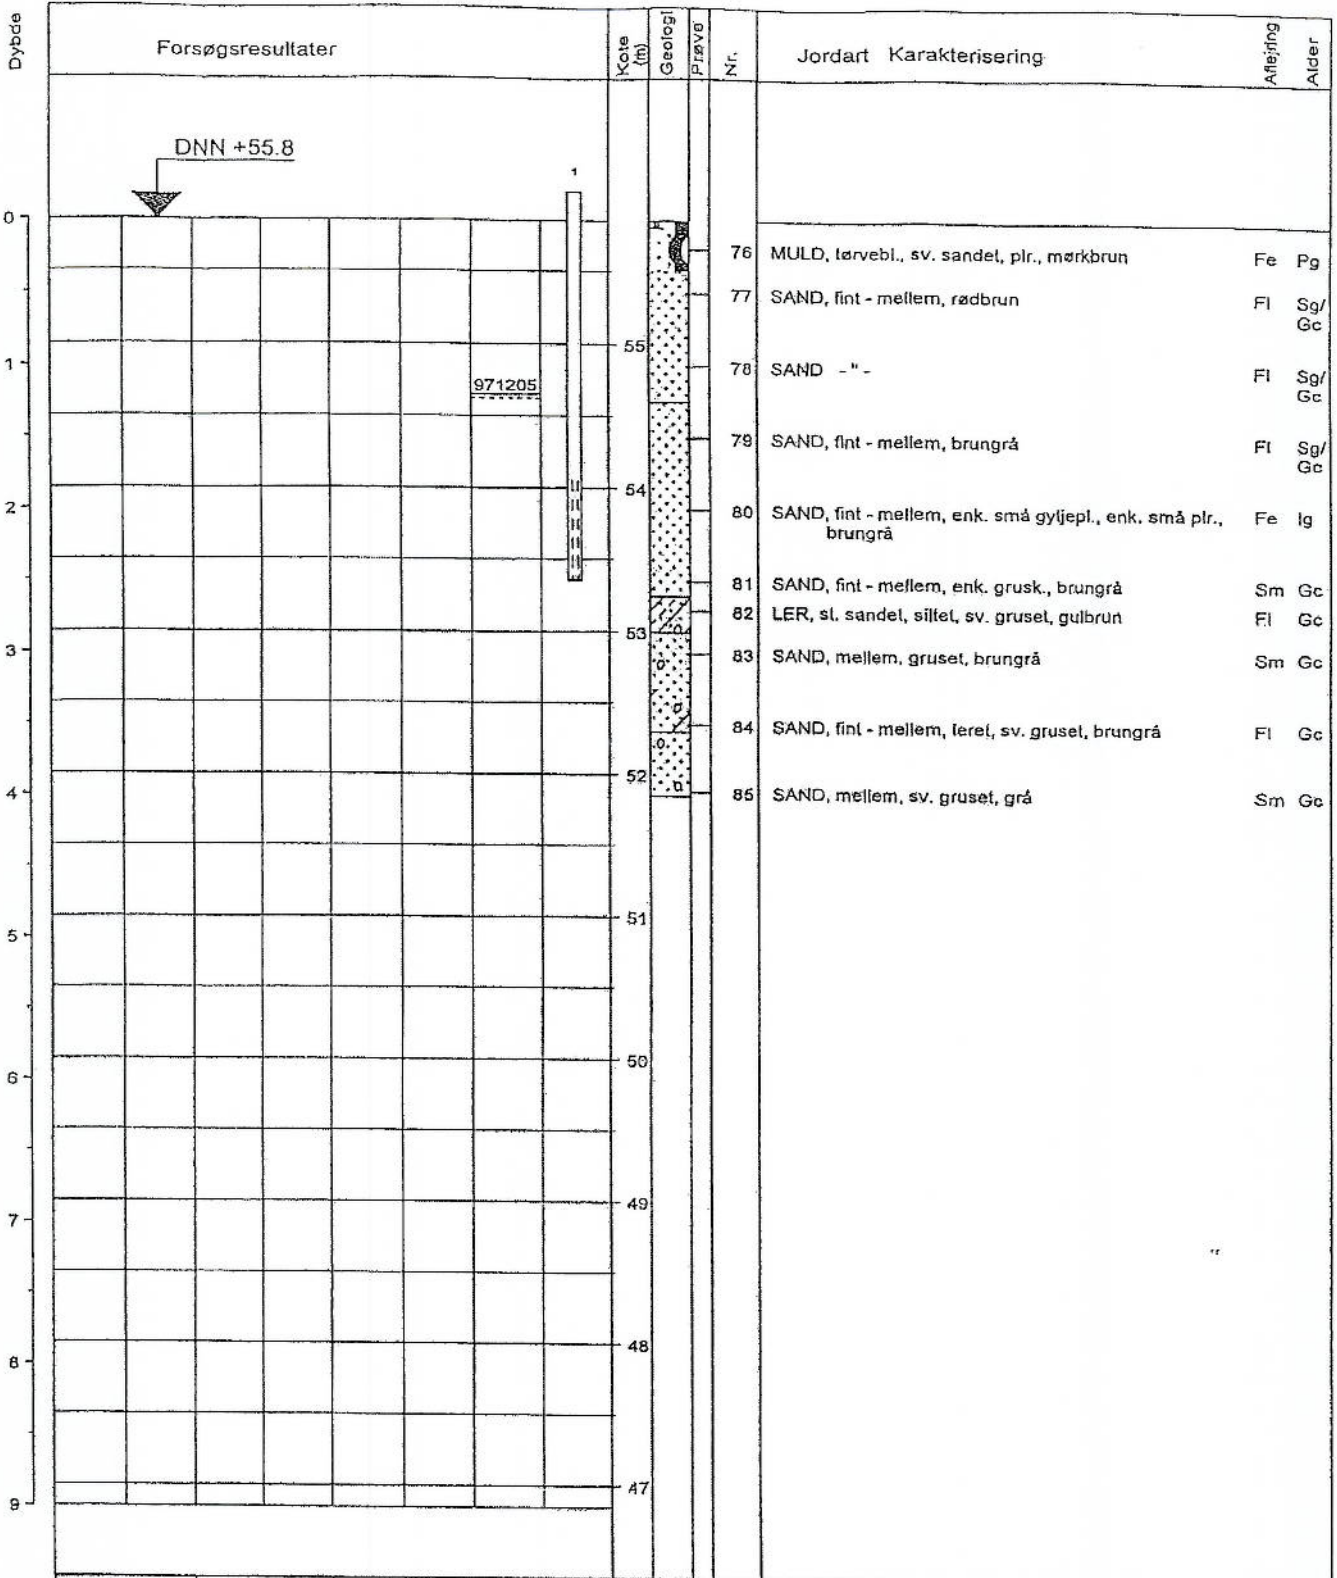 Dybde
Forsøgsresultater
Kote (m)
Geologi
Prøve
Nr.
Jordart Karakterisering
Aflejring
Alder
DNN +55.8
1
0
76 MULD, tørvebl., sv. sandet, plr., mørkbrun Fe Pg
77 SAND, fint - mellem, rødbrun Fl Sg/
Gc
55
1
78 SAND - " - Fl Sg/
Gc
971205
79 SAND, fint - mellem, brungrå Fl Sg/
Gc
54
2
80 SAND, fint - mellem, enk. små gytjepl., enk. små plr., Fe Ig
brungrå
81 SAND, fint - mellem, enk. grusk., brungrå Sm Gc
82 LER, st. sandet, siltet, sv. gruset, gulbrun Fl Gc
53
3
83 SAND, mellem, gruset, brungrå Sm Gc
84 SAND, fint - mellem, leret, sv. gruset, brungrå Fl Gc
52
4
85 SAND, mellem, sv. gruset, grå Sm Gc
51
5
50
6
49
7
48
8
47
9